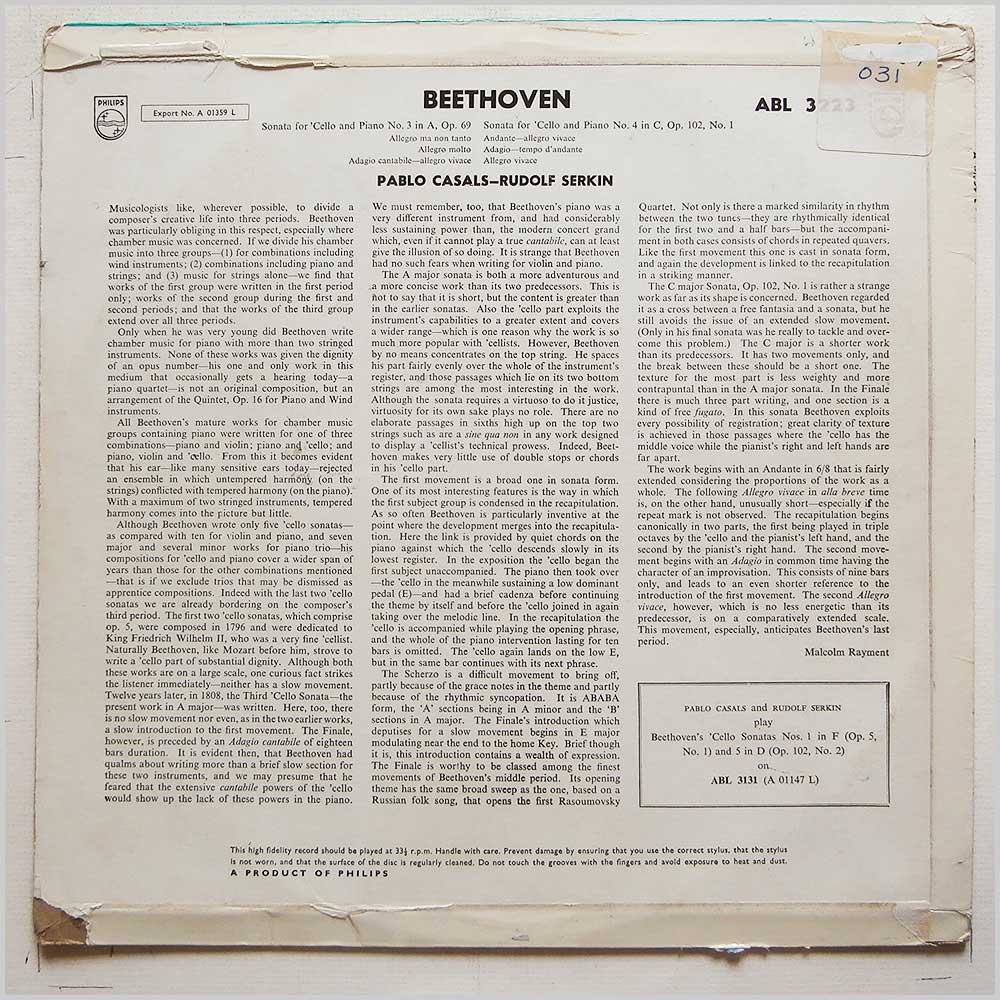 031
PHILIPS
Export No. A 01359 L
BEETHOVEN
ABL 3223
Sonata for 'Cello and Piano No. 3 in A, Op. 69
Allegro ma non tanto
Allegro molto
Adagio cantabile—allegro vivace
Sonata for 'Cello and Piano No. 4 in C, Op. 102, No. 1
Andante—allegro vivace
Adagio—tempo d'andante
Allegro vivace
PABLO CASALS—RUDOLF SERKIN
Musicologists like, wherever possible, to divide a
composer's creative life into three periods. Beethoven
was particularly obliging in this respect, especially where
chamber music was concerned. If we divide his chamber
music into three groups—(1) for combinations including
wind instruments; (2) combinations including piano and
strings; and (3) music for strings alone—we find that
works of the first group were written in the first period
only; works of the second group during the first and
second periods; and that the works of the third group
extend over all three periods.
Only when he was very young did Beethoven write
chamber music for piano with more than two stringed
instruments. None of these works was given the dignity
of an opus number—his one and only work in this
medium that occasionally gets a hearing today—a
piano quartet—is not an original composition, but an
arrangement of the Quintet, Op. 16 for Piano and Wind
instruments.
All Beethoven's mature works for chamber music
groups containing piano were written for one of three
combinations—piano and violin; piano and 'cello; and
piano, violin and 'cello. From this it becomes evident
that his ear—like many sensitive ears today—rejected
an ensemble in which untempered harmony (on the
strings) conflicted with tempered harmony (on the piano).
With a maximum of two stringed instruments, tempered
harmony comes into the picture but little.
Although Beethoven wrote only five 'cello sonatas—
as compared with ten for violin and piano, and seven
major and several minor works for piano trio—his
compositions for 'cello and piano cover a wider span of
years than those for the other combinations mentioned
—that is if we exclude trios that may be dismissed as
apprentice compositions. Indeed with the last two 'cello
sonatas we are already bordering on the composer's
third period. The first two 'cello sonatas, which comprise
op. 5, were composed in 1796 and were dedicated to
King Friedrich Wilhelm II, who was a very fine 'cellist.
Naturally Beethoven, like Mozart before him, strove to
write a 'cello part of substantial dignity. Although both
these works are on a large scale, one curious fact strikes
the listener immediately—neither has a slow movement.
Twelve years later, in 1808, the Third 'Cello Sonata—the
present work in A major—was written. Here, too, there
is no slow movement nor even, as in the two earlier works,
a slow introduction to the first movement. The Finale,
however, is preceded by an Adagio cantabile of eighteen
bars duration. It is evident then, that Beethoven had
qualms about writing more than a brief slow section for
these two instruments, and we may presume that he
feared that the extensive cantabile powers of the 'cello
would show up the lack of these powers in the piano.
We must remember, too, that Beethoven's piano was a
very different instrument from, and had considerably
less sustaining power than, the modern concert grand
which, even if it cannot play a true cantabile, can at least
give the illusion of so doing. It is strange that Beethoven
had no such fears when writing for violin and piano.
The A major sonata is both a more adventurous and
a more concise work than its two predecessors. This is
not to say that it is short, but the content is greater than
in the earlier sonatas. Also the 'cello part exploits the
instrument's capabilities to a greater extent and covers
a wider range—which is one reason why the work is so
much more popular with 'cellists. However, Beethoven
by no means concentrates on the top string. He spaces
his part fairly evenly over the whole of the instrument's
register, and those passages which lie on its two bottom
strings are among the most interesting in the work.
Although the sonata requires a virtuoso to do it justice,
virtuosity for its own sake plays no role. There are no
elaborate passages in sixths high up on the top two
strings such as are a sine qua non in any work designed
to display a 'cellist's technical prowess. Indeed, Beet-
hoven makes very little use of double stops or chords
in his 'cello part.
The first movement is a broad one in sonata form.
One of its most interesting features is the way in which
the first subject group is condensed in the recapitulation.
As so often Beethoven is particularly inventive at the
point where the development merges into the recapitula-
tion. Here the link is provided by quiet chords on the
piano against which the 'cello descends slowly in its
lowest register. In the exposition the 'cello began the
first subject unaccompanied. The piano then took over
—the 'cello in the meanwhile sustaining a low dominant
pedal (E)—and had a brief cadenza before continuing
the theme by itself and before the 'cello joined in again
taking over the melodic line. In the recapitulation the
'cello is accompanied while playing the opening phrase,
and the whole of the piano intervention lasting for ten
bars is omitted. The 'cello again lands on the low E,
but in the same bar continues with its next phrase.
The Scherzo is a difficult movement to bring off,
partly because of the grace notes in the theme and partly
because of the rhythmic syncopation. It is ABABA
form, the 'A' sections being in A minor and the 'B'
sections in A major. The Finale's introduction which
deputises for a slow movement begins in E major
modulating near the end to the home Key. Brief though
it is, this introduction contains a wealth of expression.
The Finale is worthy to be classed among the finest
movements of Beethoven's middle period. Its opening
theme has the same broad sweep as the one, based on a
Russian folk song, that opens the first Rasoumovsky
Quartet. Not only is there a marked similarity in rhythm
between the two tunes—they are rhythmically identical
for the first two and a half bars—but the accompani-
ment in both cases consists of chords in repeated quavers.
Like the first movement this one is cast in sonata form,
and again the development is linked to the recapitulation
in a striking manner.
The C major Sonata, Op. 102, No. 1 is rather a strange
work as far as its shape is concerned. Beethoven regarded
it as a cross between a free fantasia and a sonata, but he
still avoids the issue of an extended slow movement.
(Only in his final sonata was he really to tackle and over-
come this problem.) The C major is a shorter work
than its predecessors. It has two movements only, and
the break between these should be a short one. The
texture for the most part is less weighty and more
contrapuntal than in the A major sonata. In the Finale
there is much three part writing, and one section is a
kind of free fugato. In this sonata Beethoven exploits
every possibility of registration; great clarity of texture
is achieved in those passages where the 'cello has the
middle voice while the pianist's right and left hands are
far apart.
The work begins with an Andante in 6/8 that is fairly
extended considering the proportions of the work as a
whole. The following Allegro vivace in alla breve time
is, on the other hand, unusually short—especially if the
repeat mark is not observed. The recapitulation begins
canonically in two parts, the first being played in triple
octaves by the 'cello and the pianist's left hand, and the
second by the pianist's right hand. The second move-
ment begins with an Adagio in common time having the
character of an improvisation. This consists of nine bars
only, and leads to an even shorter reference to the
introduction of the first movement. The second Allegro
vivace, however, which is no less energetic than its
predecessor, is on a comparatively extended scale.
This movement, especially, anticipates Beethoven's last
period.
Malcolm Rayment
PABLO CASALS and RUDOLF SERKIN
play
Beethoven's 'Cello Sonatas Nos. 1 in F (Op. 5,
No. 1) and 5 in D (Op. 102, No. 2)
on
ABL 3131 (A 01147 L)
This high fidelity record should be played at 33⅓ r.p.m. Handle with care. Prevent damage by ensuring that you use the correct stylus, that the stylus
is not worn, and that the surface of the disc is regularly cleaned. Do not touch the grooves with the fingers and avoid exposure to heat and dust.
A PRODUCT OF PHILIPS